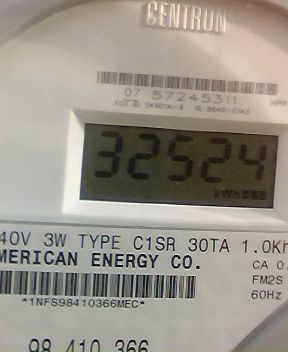 CENTRON
07 57245311
32524
kWh
40V 3W TYPE C1SR 30TA 1.0Kh
MERICAN ENERGY CO.
CA 0.
FM2S
*1NFS98410366MEC*
60Hz
98 410 366